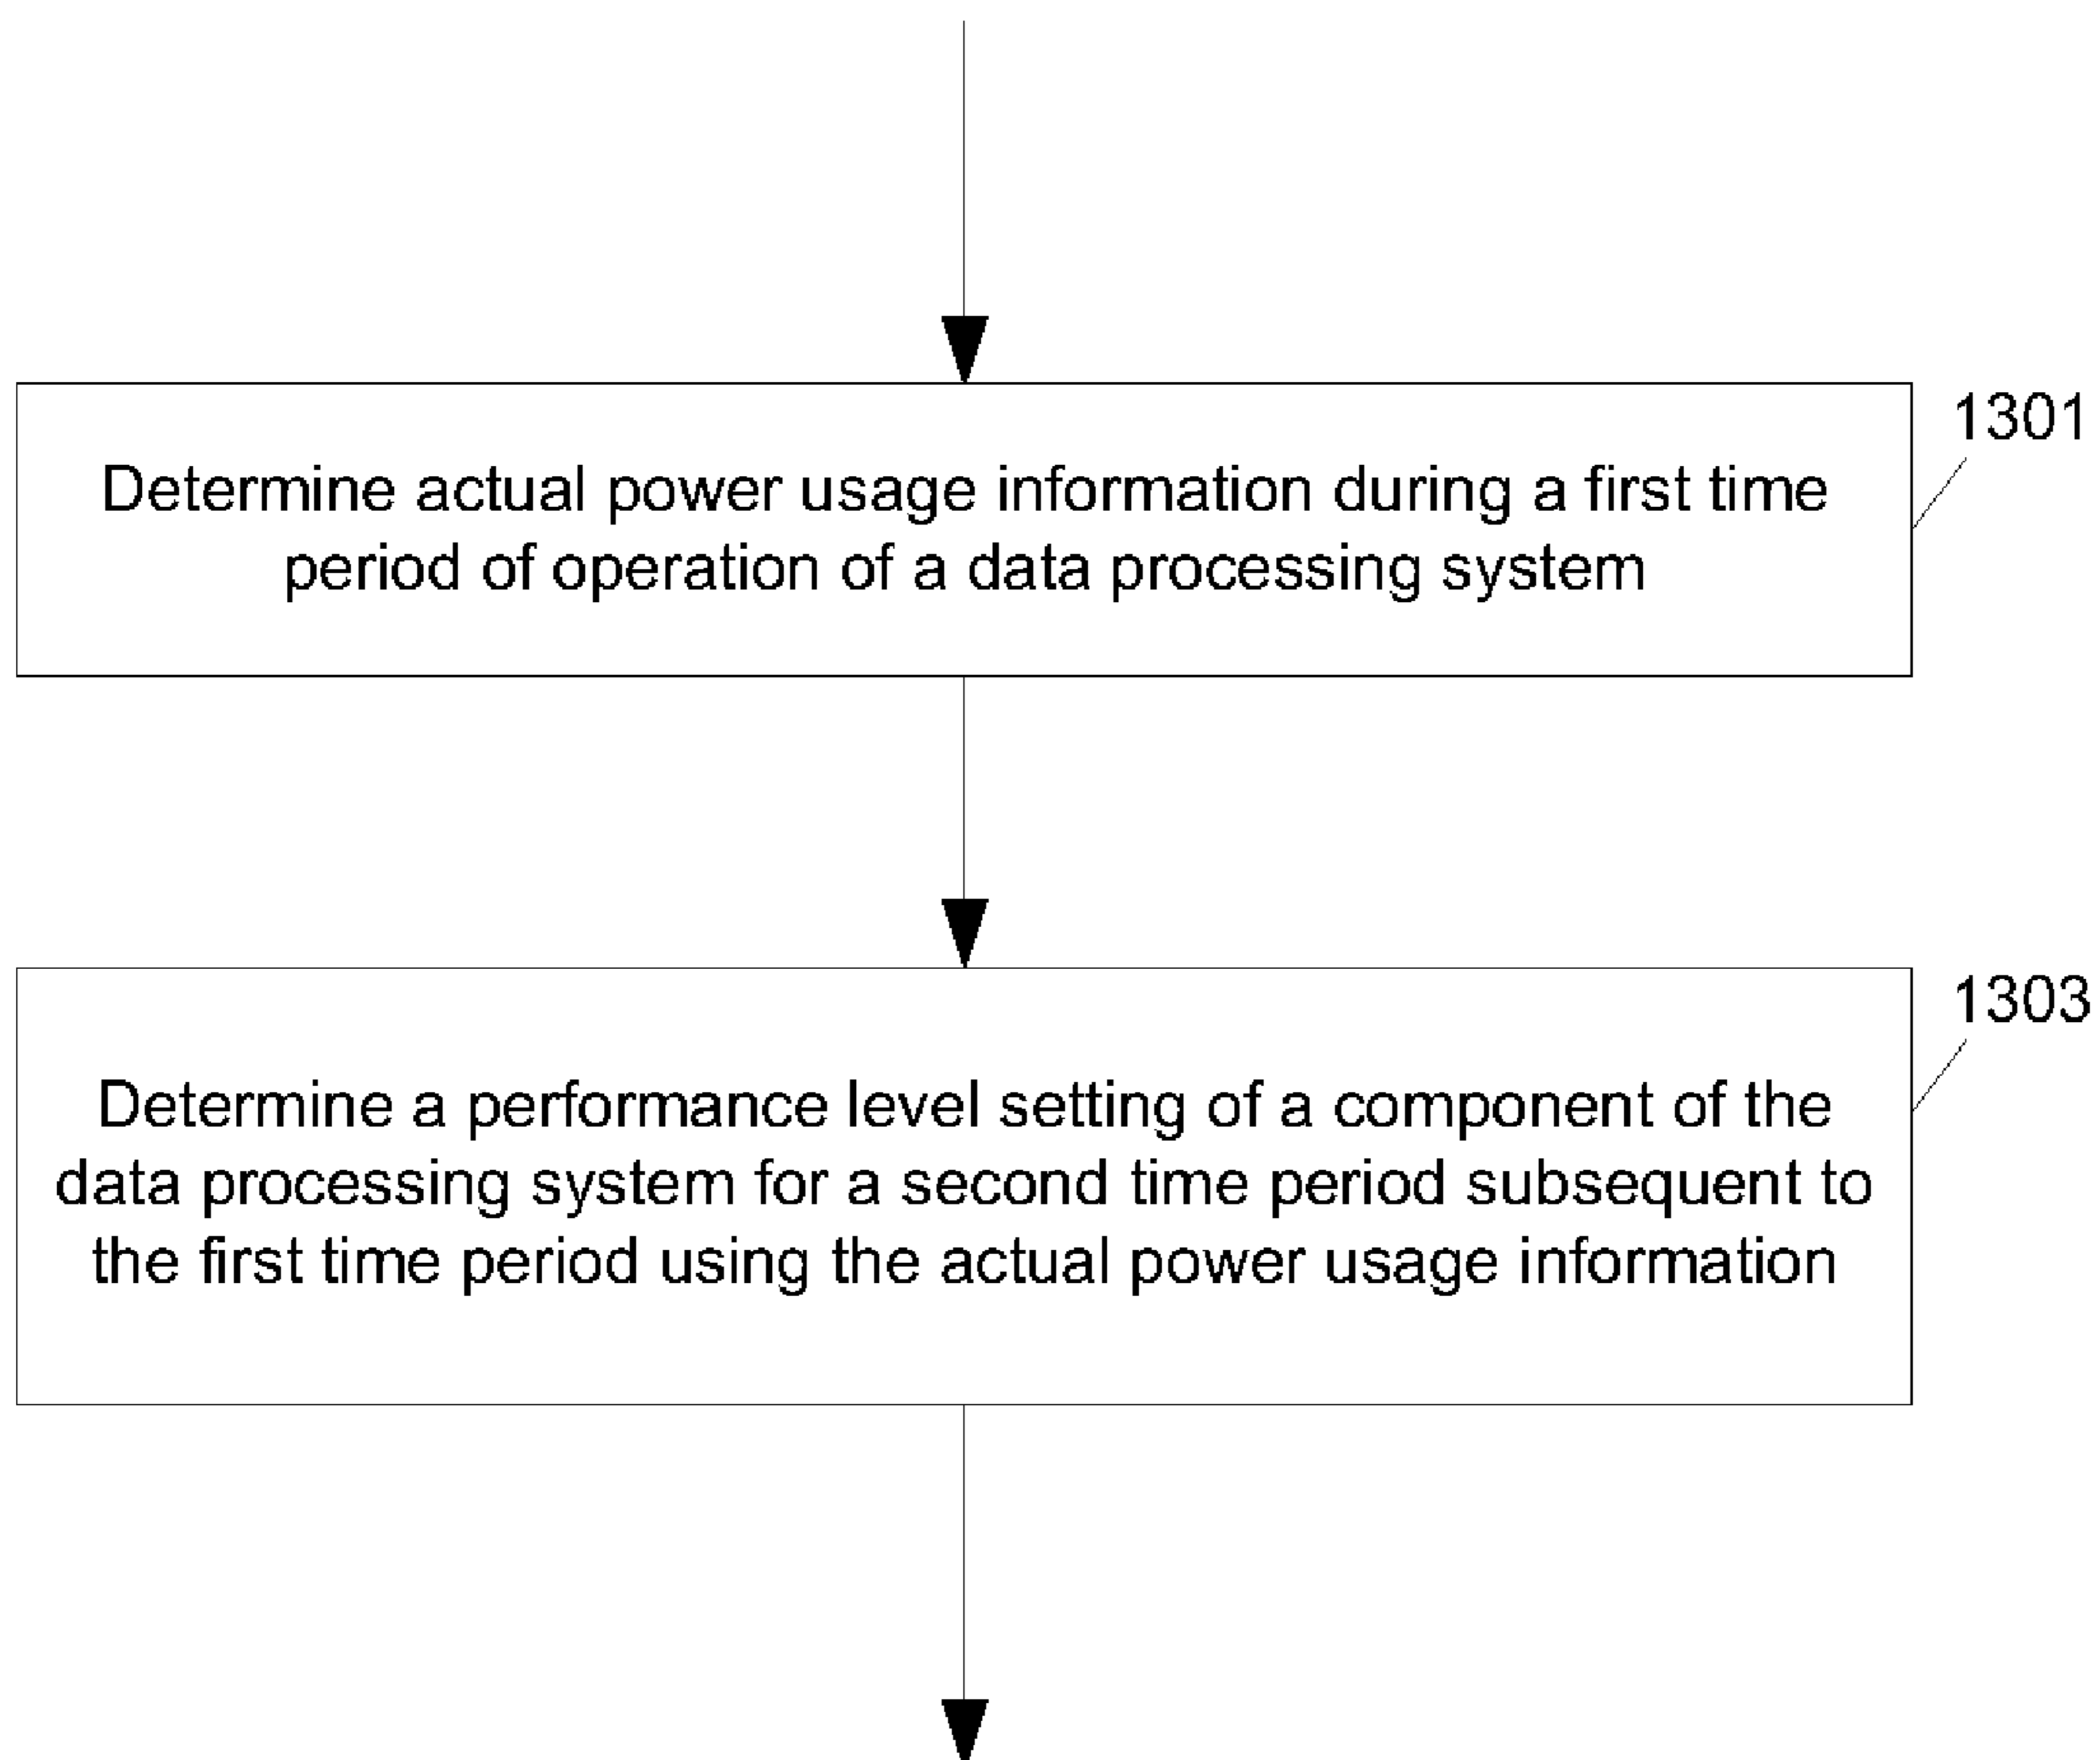 1301
Determine actual power usage information during a first time
period of operation of a data processing system
1303
Determine a performance level setting of a component of the
data processing system for a second time period subsequent to
the first time period using the actual power usage information